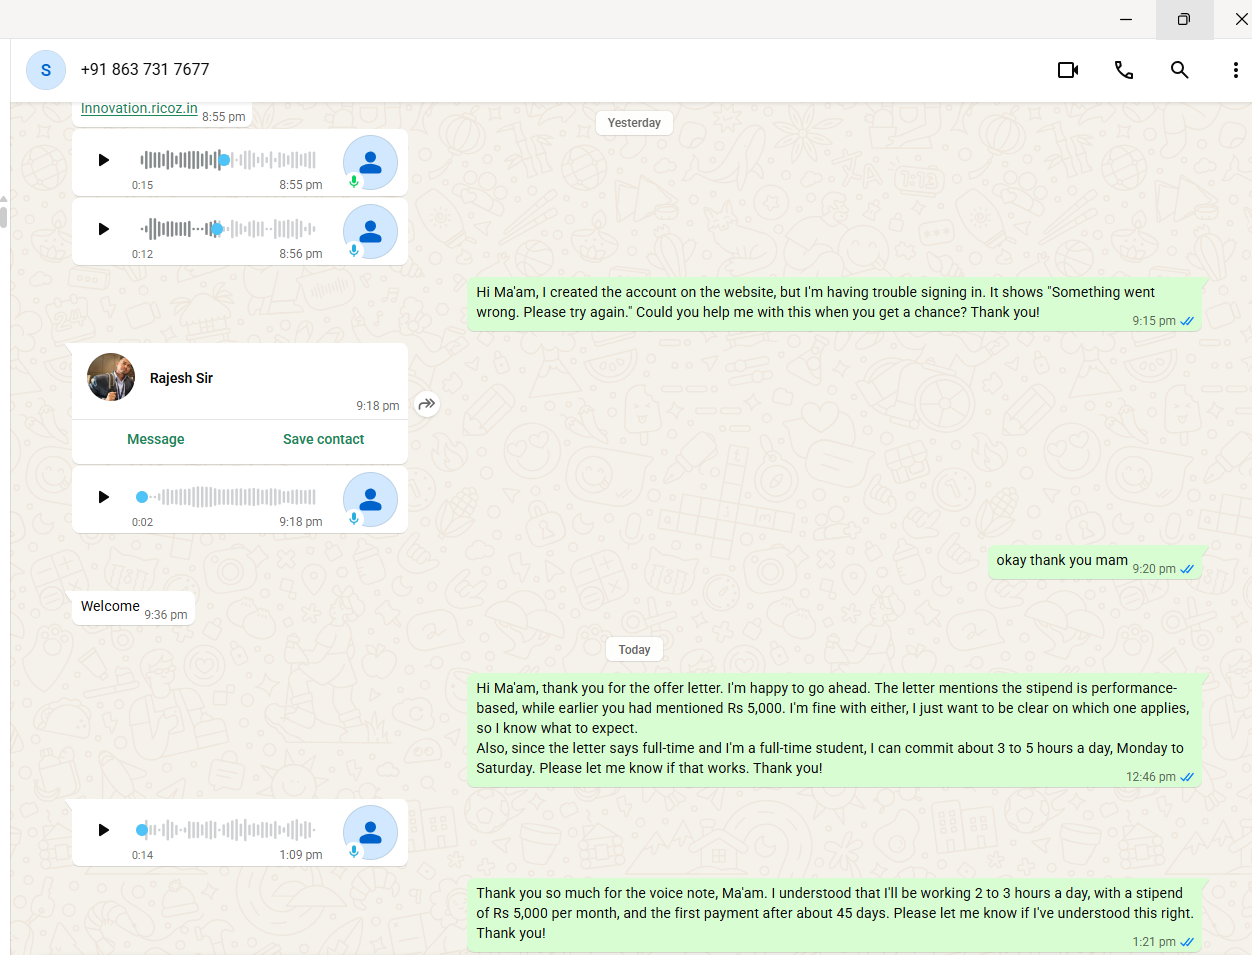 S
+91 863 731 7677
Innovation.ricoz.in 8:55 pm
Yesterday
0:15 8:55 pm
0:12 8:56 pm
Hi Ma'am, I created the account on the website, but I'm having trouble signing in. It shows "Something went
wrong. Please try again." Could you help me with this when you get a chance? Thank you!
9:15 pm
Rajesh Sir
9:18 pm
Message Save contact
0:02 9:18 pm
okay thank you mam 9:20 pm
Welcome 9:36 pm
Today
Hi Ma'am, thank you for the offer letter. I'm happy to go ahead. The letter mentions the stipend is performance-
based, while earlier you had mentioned Rs 5,000. I'm fine with either, I just want to be clear on which one applies,
so I know what to expect.
Also, since the letter says full-time and I'm a full-time student, I can commit about 3 to 5 hours a day, Monday to
Saturday. Please let me know if that works. Thank you!
12:46 pm
0:14 1:09 pm
Thank you so much for the voice note, Ma'am. I understood that I'll be working 2 to 3 hours a day, with a stipend
of Rs 5,000 per month, and the first payment after about 45 days. Please let me know if I've understood this right.
Thank you!
1:21 pm